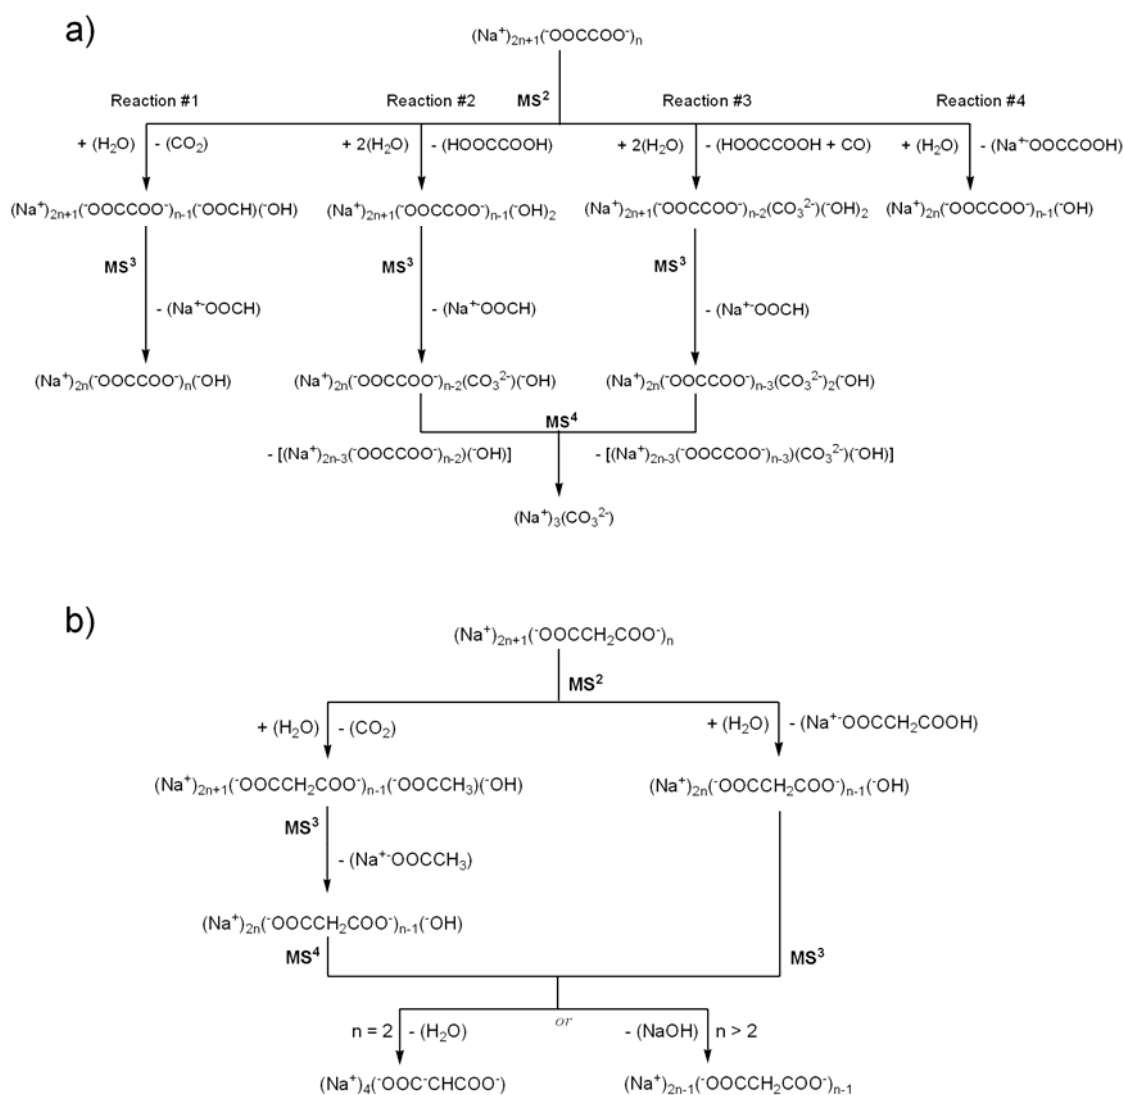 a)
(Na⁺)₂ₙ₊₁(⁻OOCCOO⁻)ₙ
Reaction #1 Reaction #2 MS² Reaction #3 Reaction #4
+ (H₂O) - (CO₂) + 2(H₂O) - (HOOCCOOH) + 2(H₂O) - (HOOCCOOH + CO) + (H₂O) - (Na⁺⁻OOCCOOH)
(Na⁺)₂ₙ₊₁(⁻OOCCOO⁻)ₙ₋₁(⁻OOCH)(⁻OH) (Na⁺)₂ₙ₊₁(⁻OOCCOO⁻)ₙ₋₁(⁻OH)₂ (Na⁺)₂ₙ₊₁(⁻OOCCOO⁻)ₙ₋₂(CO₃²⁻)(⁻OH)₂ (Na⁺)₂ₙ(⁻OOCCOO⁻)ₙ₋₁(⁻OH)
MS³ MS³ MS³
- (Na⁺⁻OOCH) - (Na⁺⁻OOCH) - (Na⁺⁻OOCH)
(Na⁺)₂ₙ(⁻OOCCOO⁻)ₙ(⁻OH) (Na⁺)₂ₙ(⁻OOCCOO⁻)ₙ₋₂(CO₃²⁻)(⁻OH) (Na⁺)₂ₙ(⁻OOCCOO⁻)ₙ₋₃(CO₃²⁻)₂(⁻OH)
MS⁴
- [(Na⁺)₂ₙ₋₃(⁻OOCCOO⁻)ₙ₋₂)(⁻OH)] - [(Na⁺)₂ₙ₋₃(⁻OOCCOO⁻)ₙ₋₃)(CO₃²⁻)(⁻OH)]
(Na⁺)₃(CO₃²⁻)
b)
(Na⁺)₂ₙ₊₁(⁻OOCCH₂COO⁻)ₙ
MS²
+ (H₂O) - (CO₂) + (H₂O) - (Na⁺⁻OOCCH₂COOH)
(Na⁺)₂ₙ₊₁(⁻OOCCH₂COO⁻)ₙ₋₁(⁻OOCCH₃)(⁻OH) (Na⁺)₂ₙ(⁻OOCCH₂COO⁻)ₙ₋₁(⁻OH)
MS³
- (Na⁺⁻OOCCH₃)
(Na⁺)₂ₙ(⁻OOCCH₂COO⁻)ₙ₋₁(⁻OH)
MS⁴ MS³
or
n = 2 - (H₂O) - (NaOH) n > 2
(Na⁺)₄(⁻OOC⁻CHCOO⁻) (Na⁺)₂ₙ₋₁(⁻OOCCH₂COO⁻)ₙ₋₁